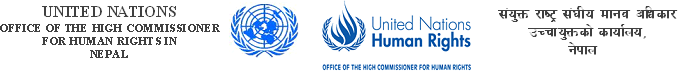 UNITED NATIONS
OFFICE OF THE HIGH COMMISSIONER
FOR HUMAN RIGHTS IN
NEPAL
United Nations
Human Rights
OFFICE OF THE HIGH COMMISSIONER FOR HUMAN RIGHTS
संयुक्त राष्ट्र संघीय मानव अधिकार
उच्चायुक्तको कार्यालय,
नेपाल